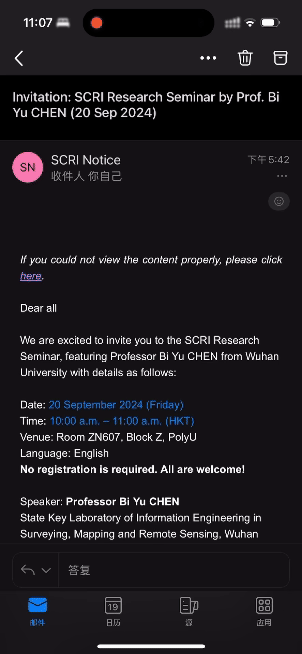 11:07
Invitation: SCRI Research Seminar by Prof. Bi
Yu CHEN (20 Sep 2024)
SN
SCRI Notice
下午 5:42
收件人 你自己
If you could not view the content properly, please click
here.
Dear all
We are excited to invite you to the SCRI Research
Seminar, featuring Professor Bi Yu CHEN from Wuhan
University with details as follows:
Date: 20 September 2024 (Friday)
Time: 10:00 a.m. – 11:00 a.m. (HKT)
Venue: Room ZN607, Block Z, PolyU
Language: English
No registration is required. All are welcome!
Speaker: Professor Bi Yu CHEN
State Key Laboratory of Information Engineering in
Surveying, Mapping and Remote Sensing, Wuhan
答复
邮件
19
日历
源
应用